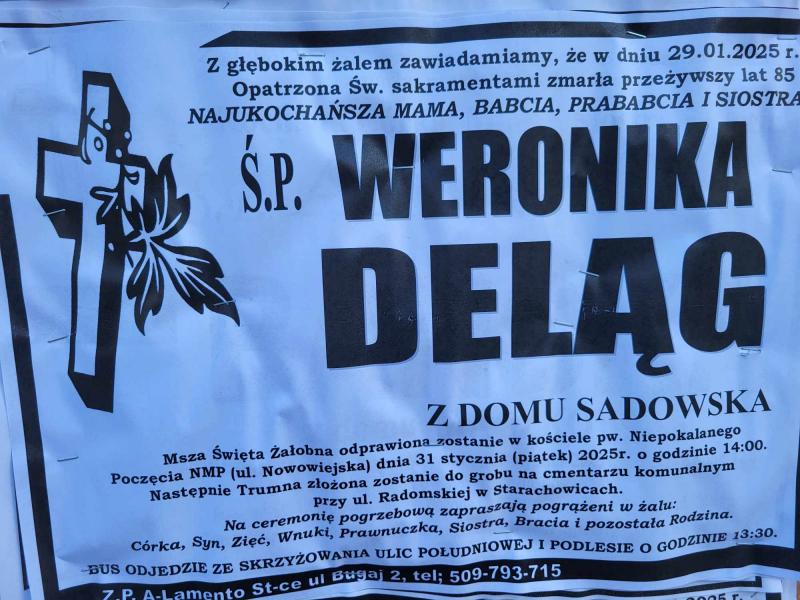 Z głębokim żalem zawiadamiamy, że w dniu 29.01.2025 r.
Opatrzona Św. sakramentami zmarła przeżywszy lat 85
NAJUKOCHAŃSZA MAMA, BABCIA, PRABABCIA I SIOSTRA
Ś.P. WERONIKA
DELĄG
Z DOMU SADOWSKA
Msza Święta Żałobna odprawiona zostanie w kościele pw. Niepokalanego
Poczęcia NMP (ul. Nowowiejska) dnia 31 stycznia (piątek) 2025r. o godzinie 14:00.
Następnie Trumna złożona zostanie do grobu na cmentarzu komunalnym
przy ul. Radomskiej w Starachowicach.
Na ceremonię pogrzebową zapraszają pogrążeni w żalu:
Córka, Syn, Zięć, Wnuki, Prawnuczka, Siostra, Bracia i pozostała Rodzina.
BUS ODJEDZIE ZE SKRZYŻOWANIA ULIC POŁUDNIOWEJ I PODLESIE O GODZINIE 13:30.
Z.P. A-Lamento St-ce ul Bugaj 2, tel; 509-793-715
2025 r.